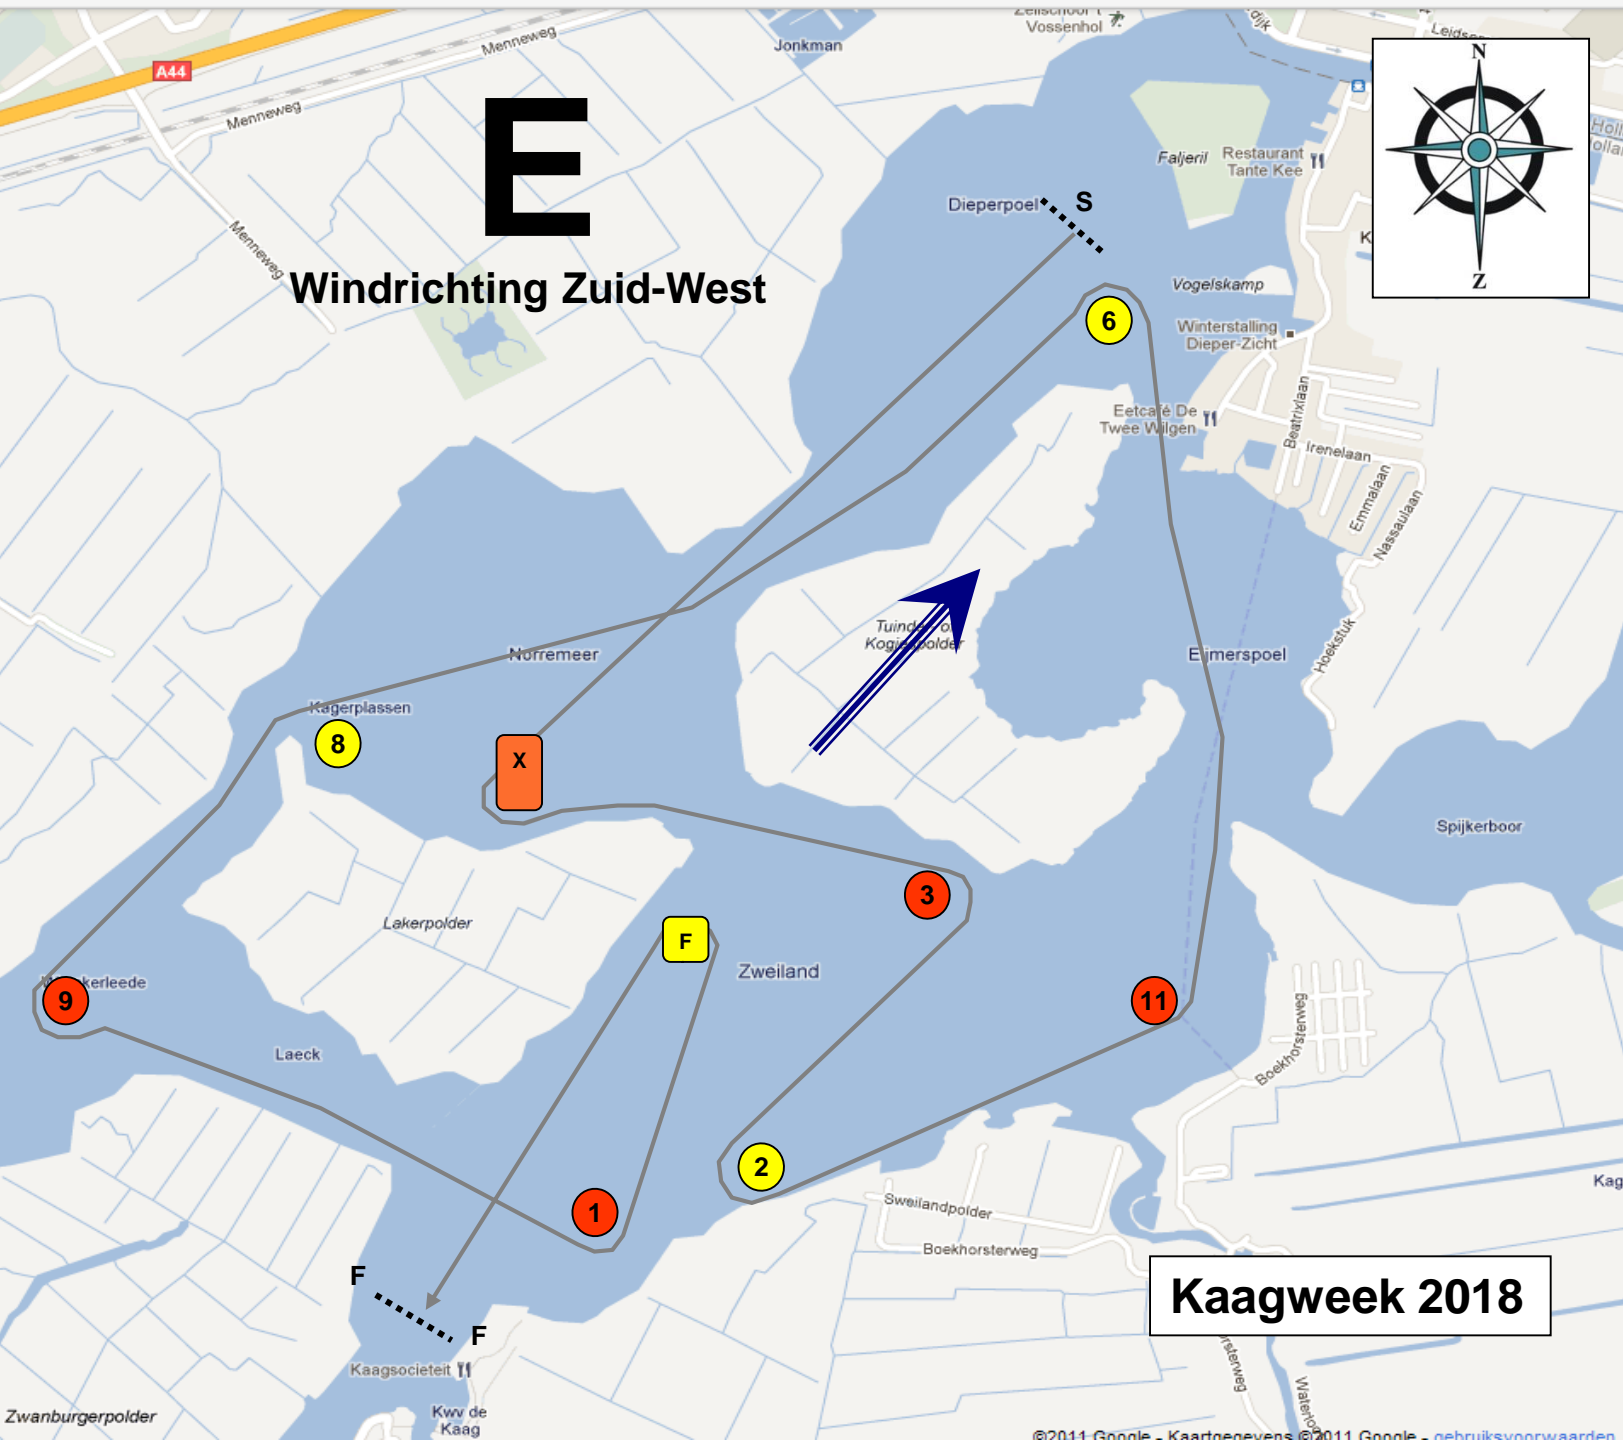 Zeilschool 't
Vossenhol
Jonkman
Menneweg
A44
Menneweg
Menneweg
E
Windrichting Zuid-West
N
Z
Faljeril
Restaurant
Tante Kee
Dieperpoel
S
K
Vogelskamp
6
Winterstalling
Dieper-Zicht
Eetcafé De
Twee Wilgen
Beatrixlaan
Irenelaan
Emmalaan
Nassaulaan
Hoekstuk
Norremeer
Kagerplassen
8
X
Eijmerspoel
Spijkerboor
3
Lakerpolder
F
Zweiland
9
11
Laeck
Boekhorsterweg
2
1
Sweilandpolder
Boekhorsterweg
Kag
F
F
Kaagweek 2018
Kaagsocieteit
Zwanburgerpolder
Kwv de
Kaag
©2011 Google - Kaartgegevens ©2011 Google - gebruiksvoorwaarden